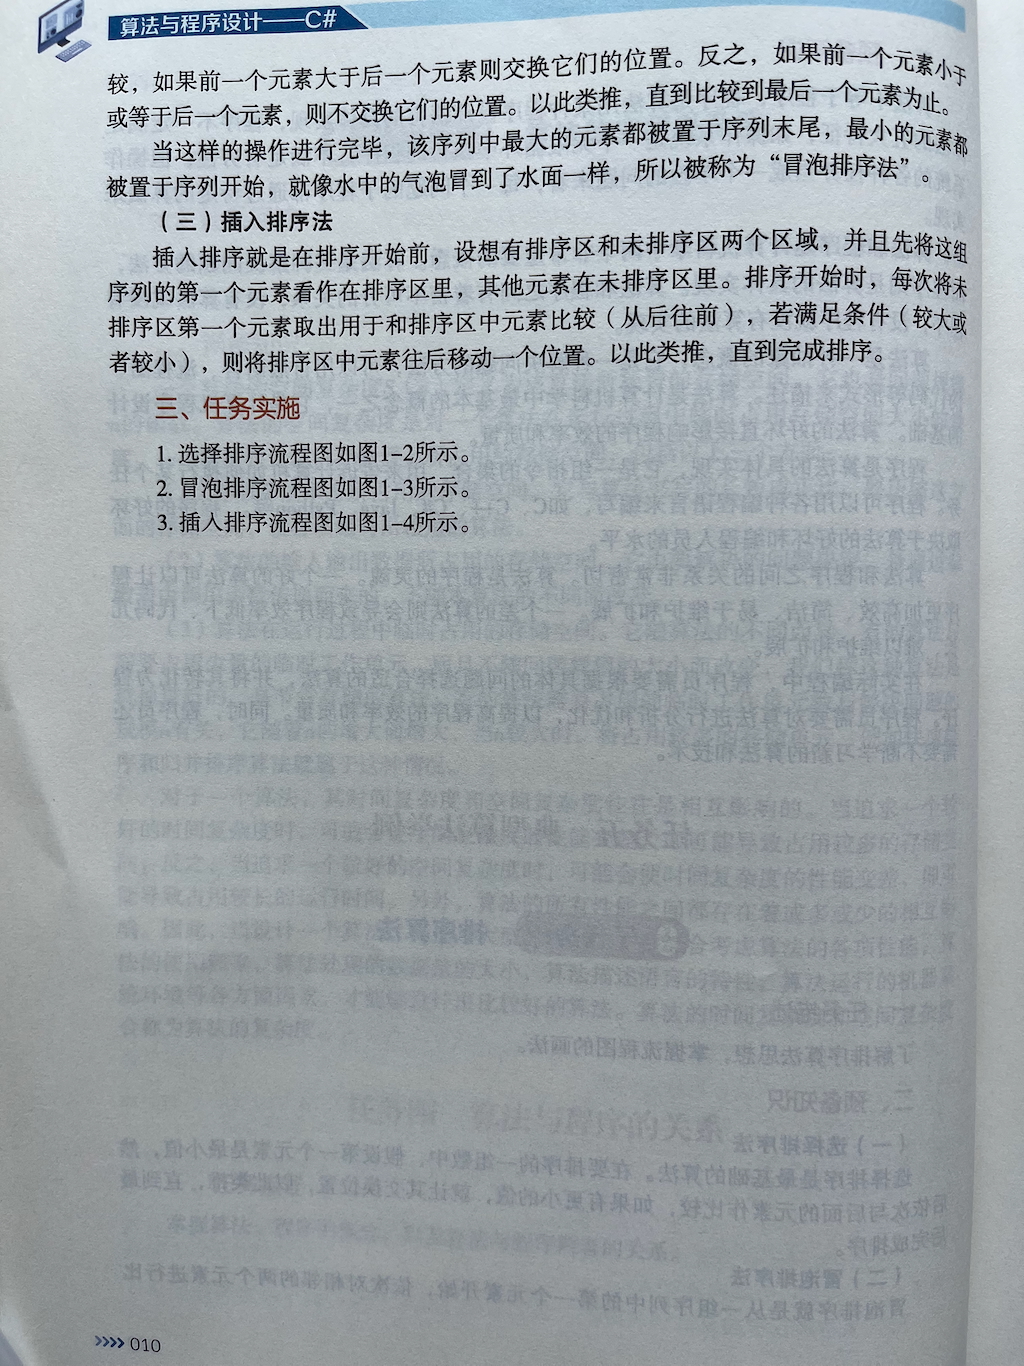 算法与程序设计——C#
较，如果前一个元素大于后一个元素则交换它们的位置。反之，如果前一个元素小于
或等于后一个元素，则不交换它们的位置。以此类推，直到比较到最后一个元素为止。
当这样的操作进行完毕，该序列中最大的元素都被置于序列末尾，最小的元素都
被置于序列开始，就像水中的气泡冒到了水面一样，所以被称为“冒泡排序法”。
（三）插入排序法
插入排序就是在排序开始前，设想有排序区和未排序区两个区域，并且先将这组
序列的第一个元素看作在排序区里，其他元素在未排序区里。排序开始时，每次将未
排序区第一个元素取出用于和排序区中元素比较（从后往前），若满足条件（较大或
者较小），则将排序区中元素往后移动一个位置。以此类推，直到完成排序。
三、任务实施
1. 选择排序流程图如图1-2所示。
2. 冒泡排序流程图如图1-3所示。
3. 插入排序流程图如图1-4所示。
»»» 010